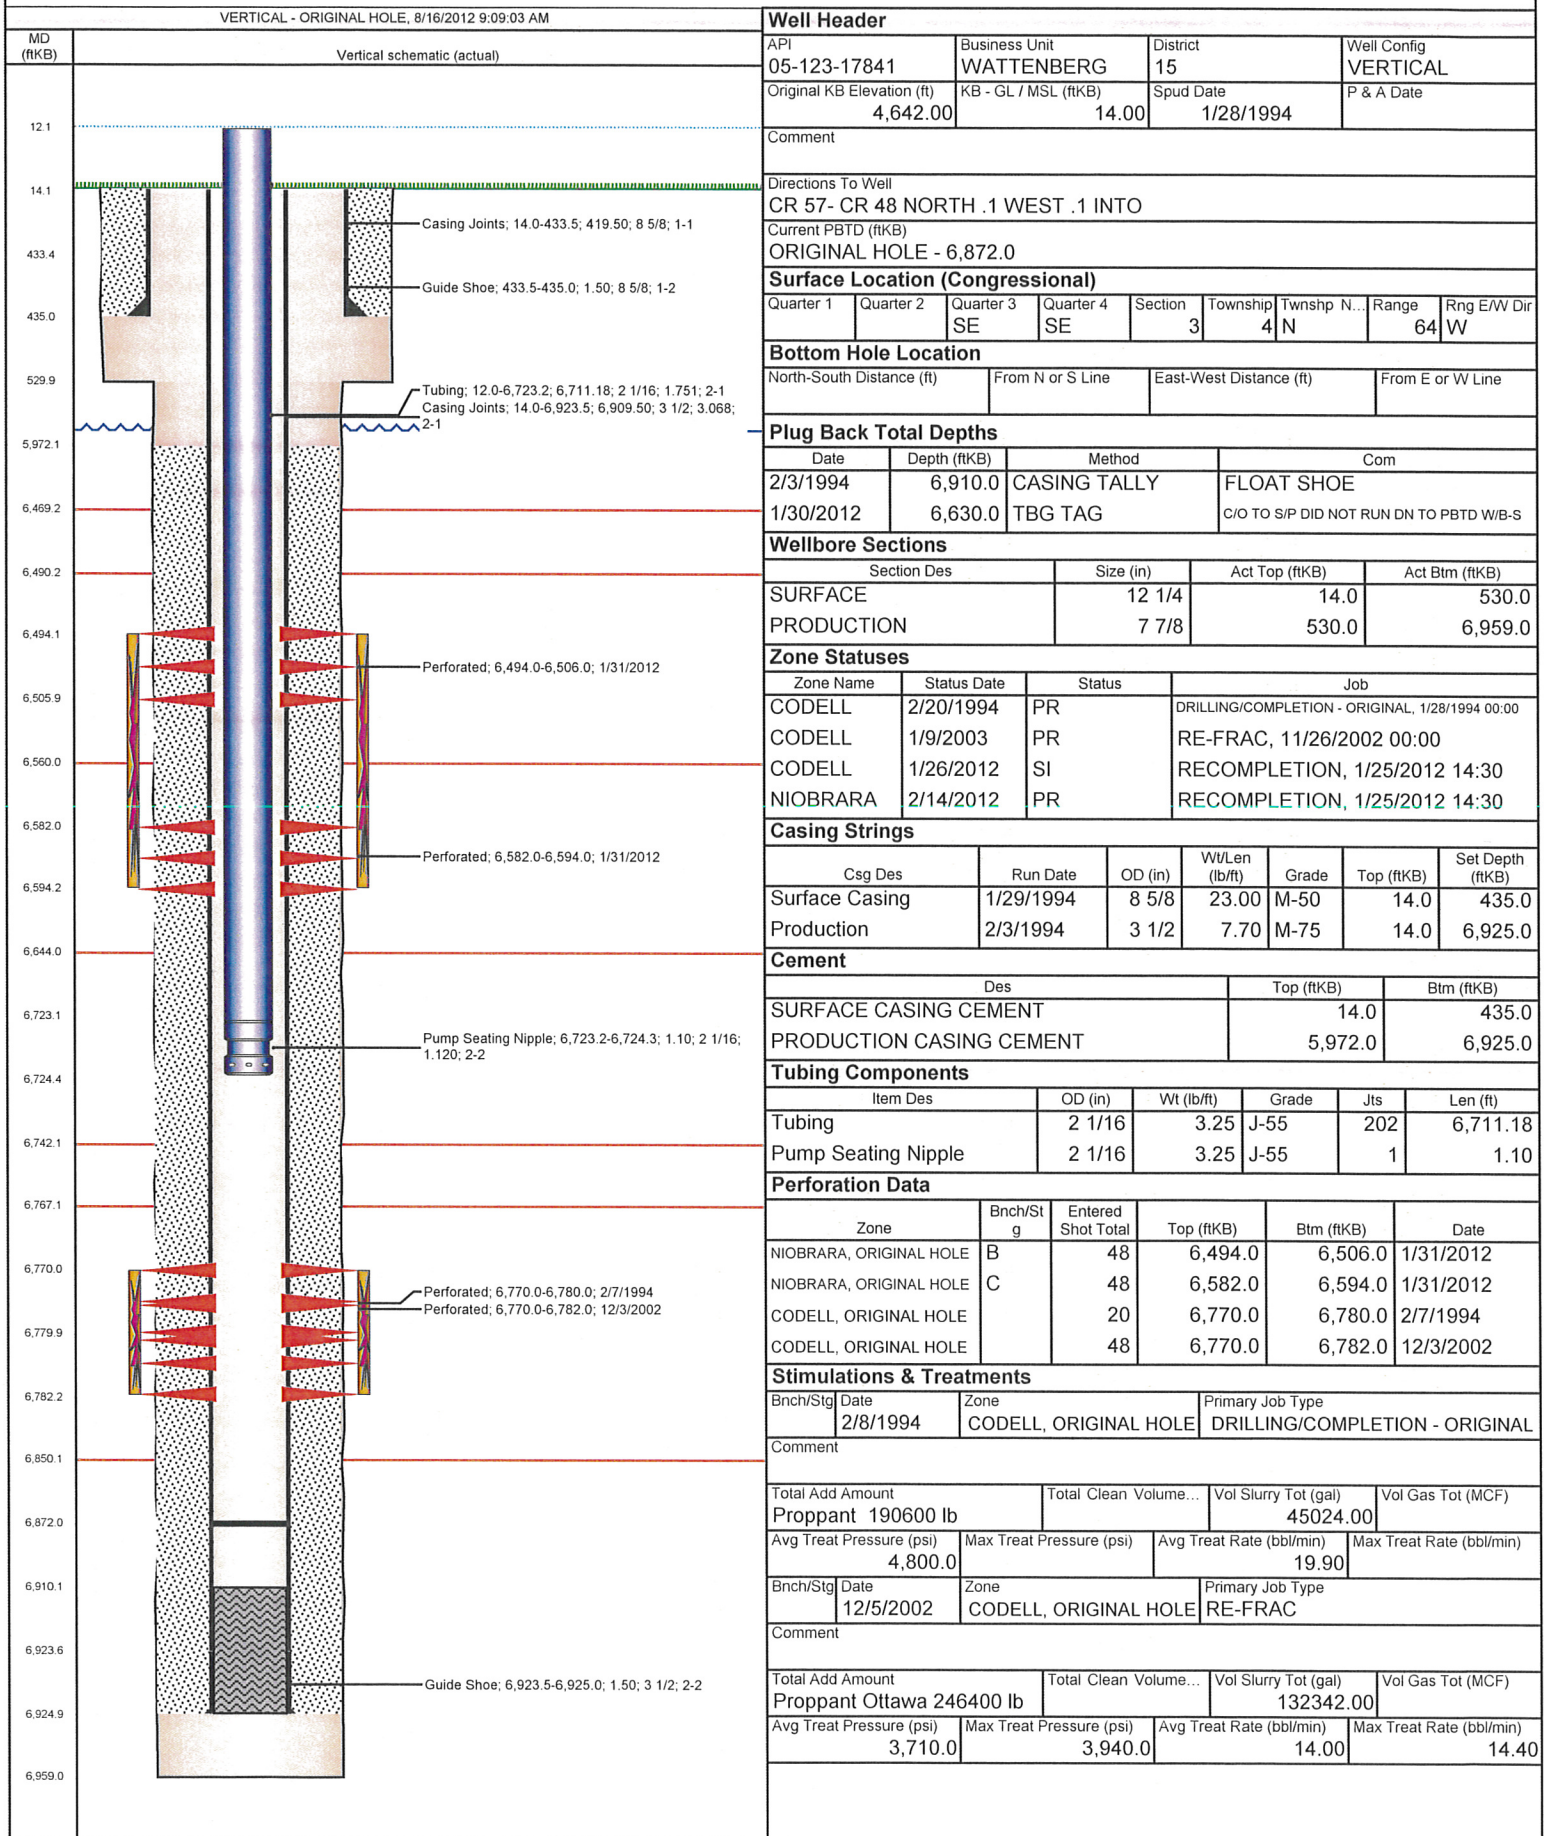 VERTICAL - ORIGINAL HOLE, 8/16/2012 9:09:03 AM
MD (ftKB)
Vertical schematic (actual)
12.1
14.1
433.4
435.0
529.9
5,972.1
6,469.2
6,490.2
6,494.1
6,505.9
6,560.0
6,582.0
6,594.2
6,644.0
6,723.1
6,724.4
6,742.1
6,767.1
6,770.0
6,779.9
6,782.2
6,850.1
6,872.0
6,910.1
6,923.6
6,924.9
6,959.0
Casing Joints; 14.0-433.5; 419.50; 8 5/8; 1-1
Guide Shoe; 433.5-435.0; 1.50; 8 5/8; 1-2
Tubing; 12.0-6,723.2; 6,711.18; 2 1/16; 1.751; 2-1
Casing Joints; 14.0-6,923.5; 6,909.50; 3 1/2; 3.068;
2-1
Perforated; 6,494.0-6,506.0; 1/31/2012
Perforated; 6,582.0-6,594.0; 1/31/2012
Pump Seating Nipple; 6,723.2-6,724.3; 1.10; 2 1/16;
1.120; 2-2
Perforated; 6,770.0-6,780.0; 2/7/1994
Perforated; 6,770.0-6,782.0; 12/3/2002
Guide Shoe; 6,923.5-6,925.0; 1.50; 3 1/2; 2-2
Well Header
API Business Unit District Well Config
05-123-17841 WATTENBERG 15 VERTICAL
Original KB Elevation (ft) KB - GL / MSL (ftKB) Spud Date P & A Date
4,642.00 14.00 1/28/1994
Comment
Directions To Well
CR 57- CR 48 NORTH .1 WEST .1 INTO
Current PBTD (ftKB)
ORIGINAL HOLE - 6,872.0
Surface Location (Congressional)
Quarter 1 Quarter 2 Quarter 3 Quarter 4 Section Township Twnshp N... Range Rng E/W Dir
SE SE 3 4 N 64 W
Bottom Hole Location
North-South Distance (ft) From N or S Line East-West Distance (ft) From E or W Line
Plug Back Total Depths
Date Depth (ftKB) Method Com
2/3/1994 6,910.0 CASING TALLY FLOAT SHOE
1/30/2012 6,630.0 TBG TAG C/O TO S/P DID NOT RUN DN TO PBTD W/B-S
Wellbore Sections
Section Des Size (in) Act Top (ftKB) Act Btm (ftKB)
SURFACE 12 1/4 14.0 530.0
PRODUCTION 7 7/8 530.0 6,959.0
Zone Statuses
Zone Name Status Date Status Job
CODELL 2/20/1994 PR DRILLING/COMPLETION - ORIGINAL, 1/28/1994 00:00
CODELL 1/9/2003 PR RE-FRAC, 11/26/2002 00:00
CODELL 1/26/2012 SI RECOMPLETION, 1/25/2012 14:30
NIOBRARA 2/14/2012 PR RECOMPLETION, 1/25/2012 14:30
Casing Strings
Csg Des Run Date OD (in) Wt/Len (lb/ft) Grade Top (ftKB) Set Depth (ftKB)
Surface Casing 1/29/1994 8 5/8 23.00 M-50 14.0 435.0
Production 2/3/1994 3 1/2 7.70 M-75 14.0 6,925.0
Cement
Des Top (ftKB) Btm (ftKB)
SURFACE CASING CEMENT 14.0 435.0
PRODUCTION CASING CEMENT 5,972.0 6,925.0
Tubing Components
Item Des OD (in) Wt (lb/ft) Grade Jts Len (ft)
Tubing 2 1/16 3.25 J-55 202 6,711.18
Pump Seating Nipple 2 1/16 3.25 J-55 1 1.10
Perforation Data
Zone Bnch/St g Entered Shot Total Top (ftKB) Btm (ftKB) Date
NIOBRARA, ORIGINAL HOLE B 48 6,494.0 6,506.0 1/31/2012
NIOBRARA, ORIGINAL HOLE C 48 6,582.0 6,594.0 1/31/2012
CODELL, ORIGINAL HOLE 20 6,770.0 6,780.0 2/7/1994
CODELL, ORIGINAL HOLE 48 6,770.0 6,782.0 12/3/2002
Stimulations & Treatments
Bnch/Stg Date Zone Primary Job Type
2/8/1994 CODELL, ORIGINAL HOLE DRILLING/COMPLETION - ORIGINAL
Comment
Total Add Amount Total Clean Volume... Vol Slurry Tot (gal) Vol Gas Tot (MCF)
Proppant 190600 lb 45024.00
Avg Treat Pressure (psi) Max Treat Pressure (psi) Avg Treat Rate (bbl/min) Max Treat Rate (bbl/min)
4,800.0 19.90
Bnch/Stg Date Zone Primary Job Type
12/5/2002 CODELL, ORIGINAL HOLE RE-FRAC
Comment
Total Add Amount Total Clean Volume... Vol Slurry Tot (gal) Vol Gas Tot (MCF)
Proppant Ottawa 246400 lb 132342.00
Avg Treat Pressure (psi) Max Treat Pressure (psi) Avg Treat Rate (bbl/min) Max Treat Rate (bbl/min)
3,710.0 3,940.0 14.00 14.40